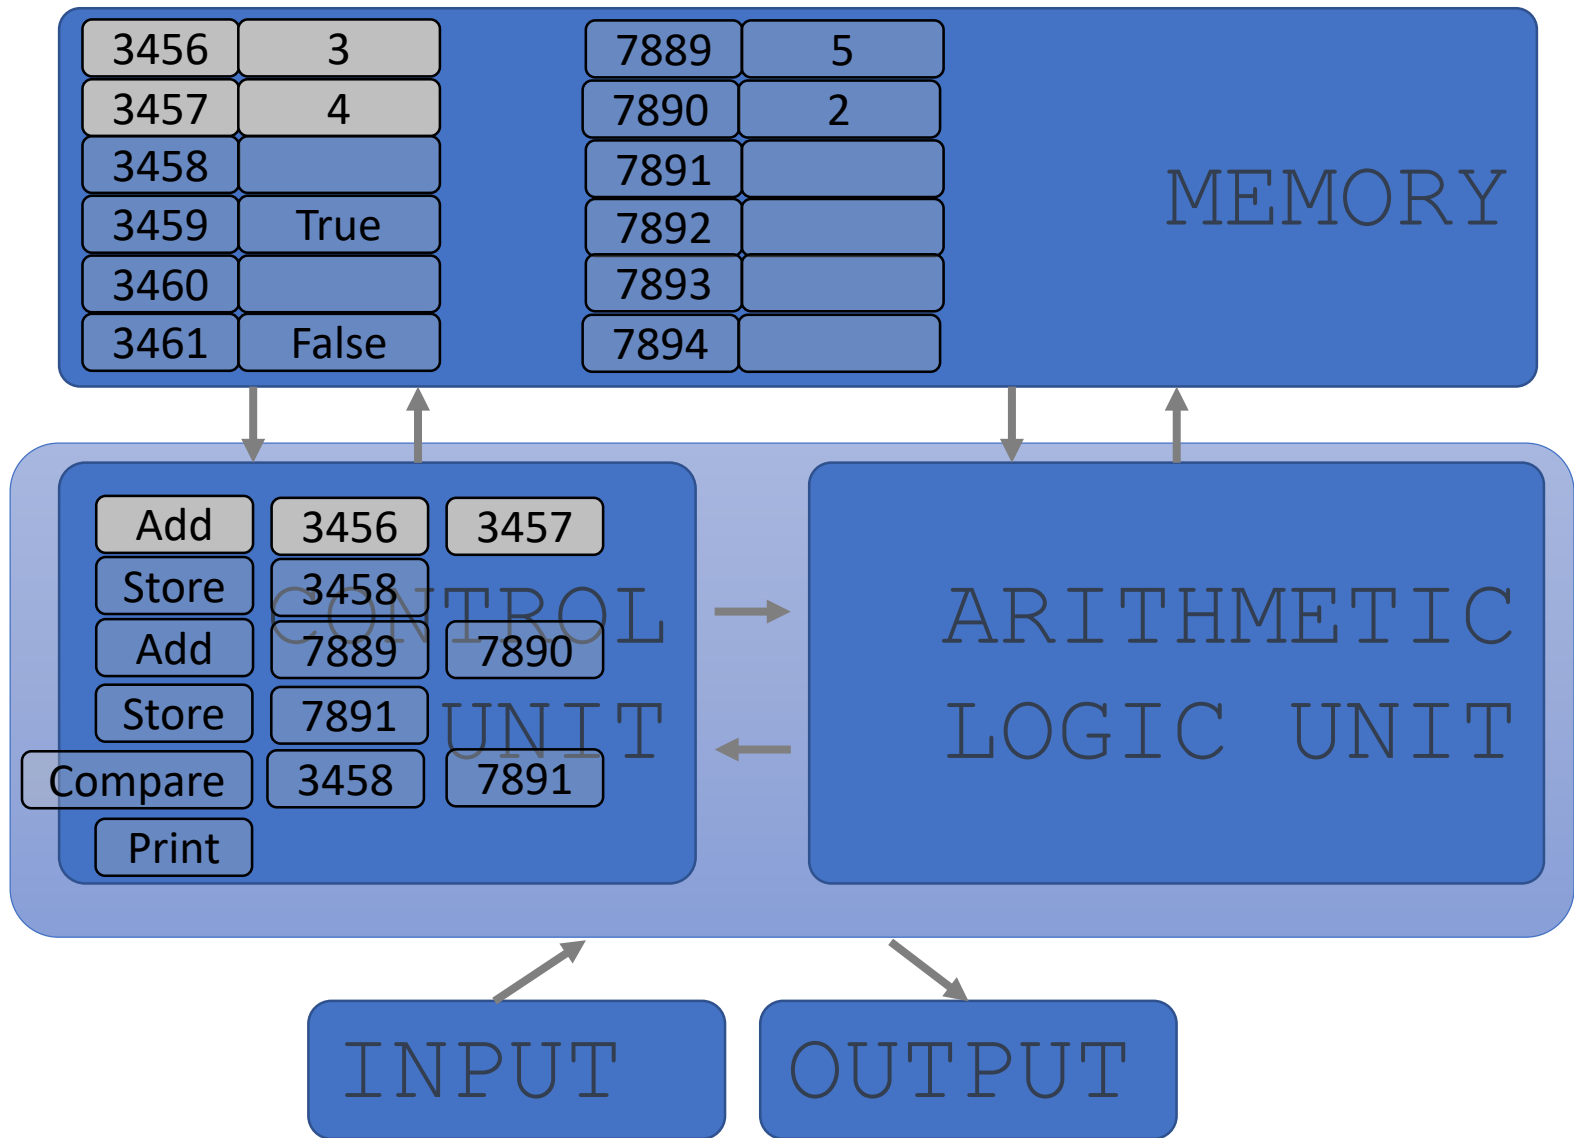 3456 3
3457 4
3458
3459 True
3460
3461 False
7889 5
7890 2
7891
7892
7893
7894
MEMORY
Add 3456 3457
Store 3458
Add 7889 7890
Store 7891
Compare 3458 7891
Print
CONTROL
UNIT
ARITHMETIC
LOGIC UNIT
INPUT
OUTPUT